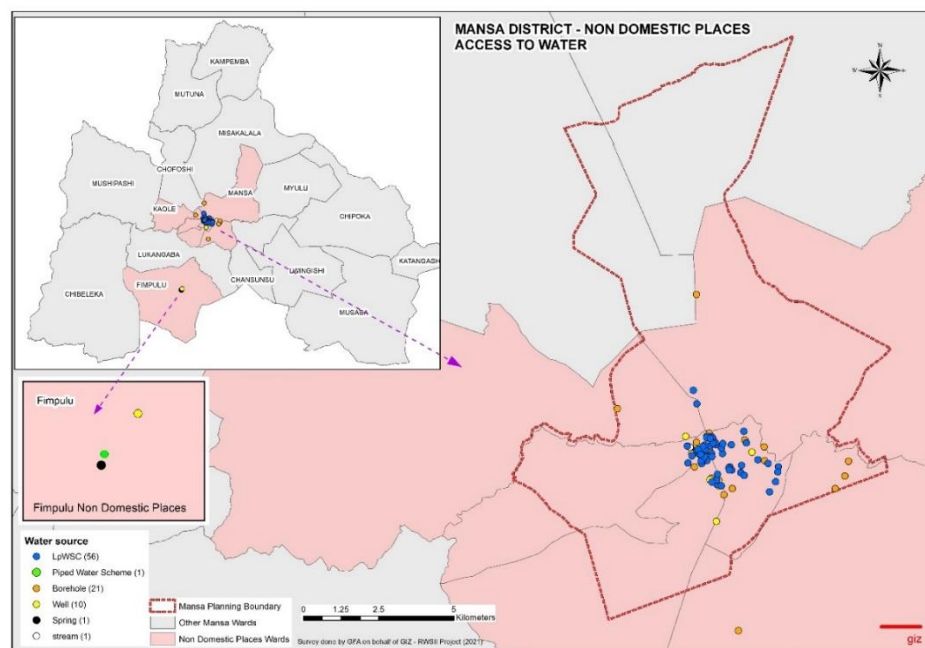 MANSA DISTRICT - NON DOMESTIC PLACES
ACCESS TO WATER
KAMPEMBA
MUTUNA
MISAKALALA
CHOFOSHI
MUSHIPASHI
MANSA
MYULU
KAOLE
CHIPOKA
LUKANGABA
KATANGASH
UMINGISHI
FIMPULU
CHANSUNSU
CHIBELEKA
MUSABA
N
Fimpulu
Fimpulu Non Domestic Places
Water source
LpWSC (56)
Piped Water Scheme (1)
Borehole (21)
Well (10)
Spring (1)
stream (1)
Mansa Planning Boundary
Other Mansa Wards
Non Domestic Places Wards
0 1.25 2.5 5
Kilometers
Survey done by GFA on behalf of GIZ - RWSII Project (2021)
giz